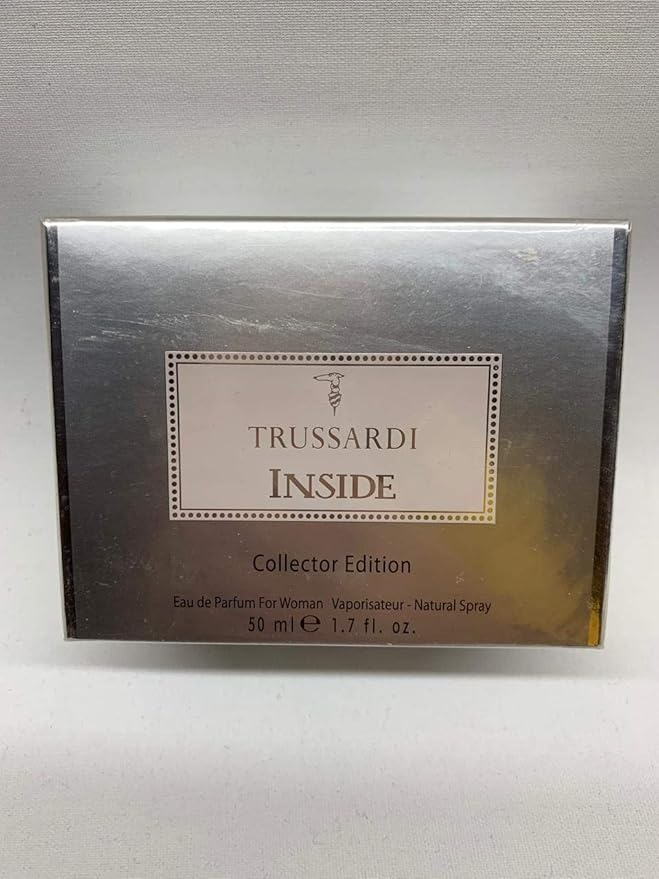 TRUSSARDI
INSIDE
Collector Edition
Eau de Parfum For Woman Vaporisateur - Natural Spray
50 ml ℮ 1.7 fl. oz.